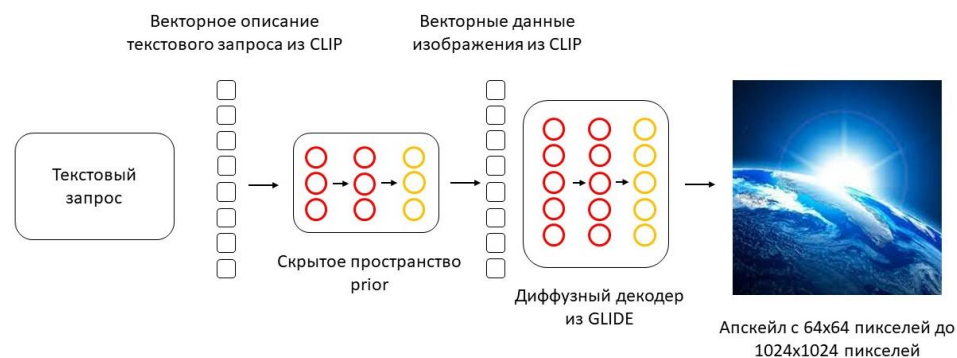 Векторное описание
текстового запроса из CLIP
Векторные данные
изображения из CLIP
Текстовый
запрос
Скрытое пространство
prior
Диффузный декодер
из GLIDE
Апскейл с 64x64 пикселей до
1024x1024 пикселей